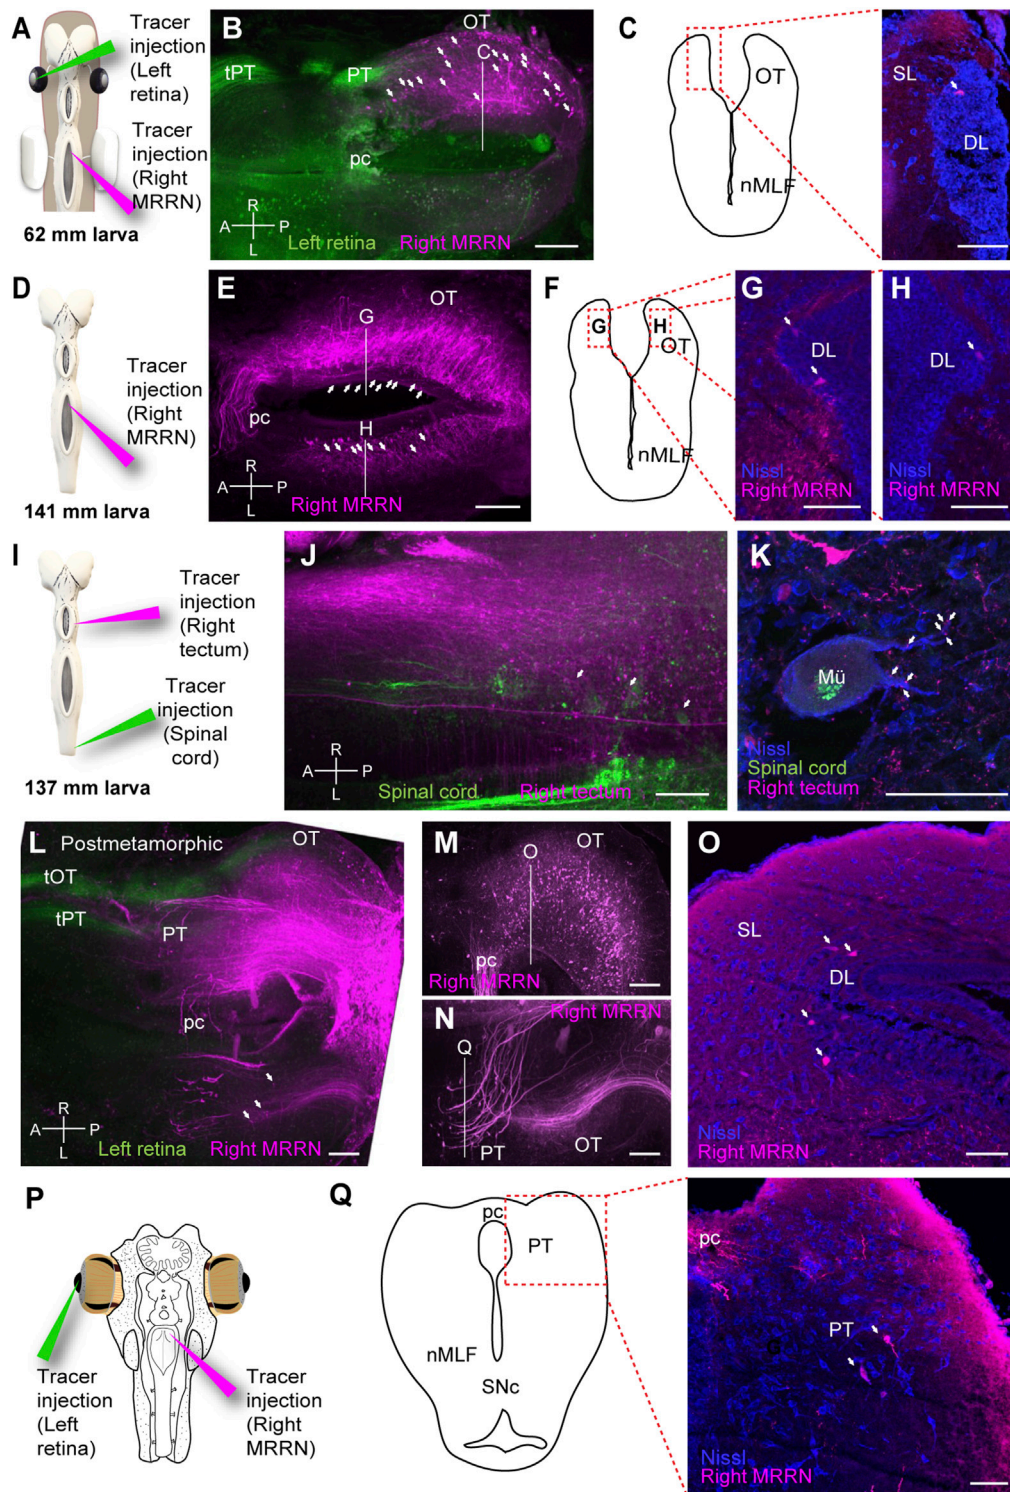 A
Tracer
injection
(Left
retina)
Tracer
injection
(Right
MRRN)
62 mm larva
B
OT
C
tPT
PT
pc
R
A
P
L
Left retina
Right MRRN
C
OT
nMLF
SL
DL
D
Tracer
injection
(Right
MRRN)
141 mm larva
E
OT
G
pc
H
R
A
P
L
Right MRRN
F
G
H
OT
nMLF
G
DL
Nissl
Right MRRN
H
DL
Nissl
Right MRRN
I
Tracer
injection
(Right
tectum)
Tracer
injection
(Spinal
cord)
137 mm larva
J
R
A
P
L
Spinal cord
Right tectum
K
Mü
Nissl
Spinal cord
Right tectum
L
Postmetamorphic
OT
tOT
tPT
PT
pc
R
A
P
L
Left retina
Right MRRN
M
O
OT
pc
Right MRRN
N
Right MRRN
Q
PT
OT
O
SL
DL
Nissl
Right MRRN
P
Tracer
injection
(Left
retina)
Tracer
injection
(Right
MRRN)
Q
pc
PT
nMLF
SNc
pc
PT
G
Nissl
Right MRRN